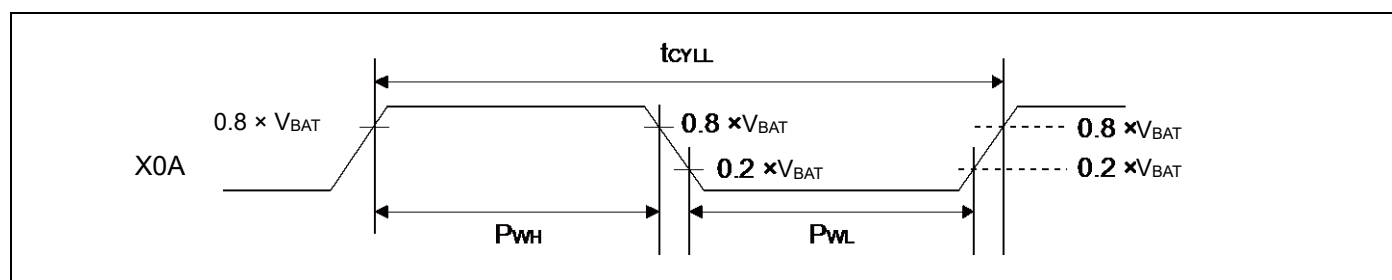 tCYLL
0.8 × VBAT
0.8 ×VBAT
0.8 ×VBAT
X0A
0.2 ×VBAT
0.2 ×VBAT
PWH
PWL